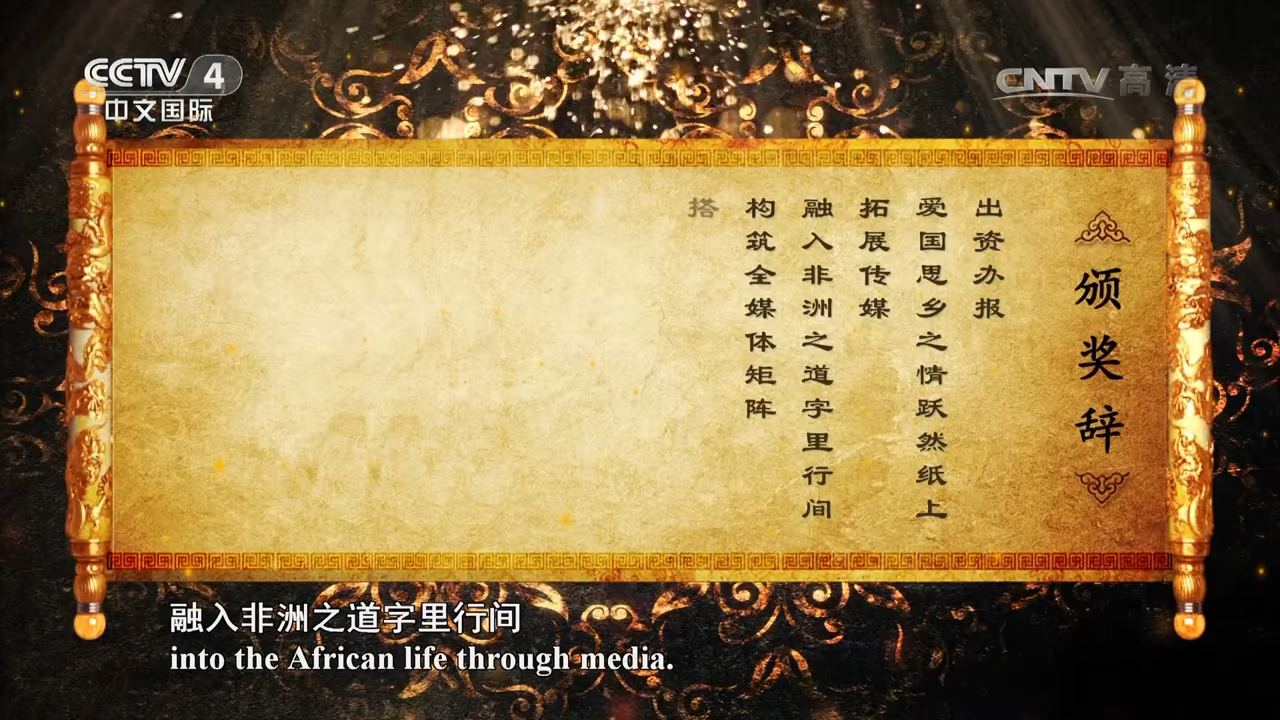 CCTV 4
中文国际
CNTV 高清
颁奖辞
出资办报
爱国思乡之情跃然纸上
拓展传媒
融入非洲之道字里行间
构筑全媒体矩阵
搭
融入非洲之道字里行间
into the African life through media.